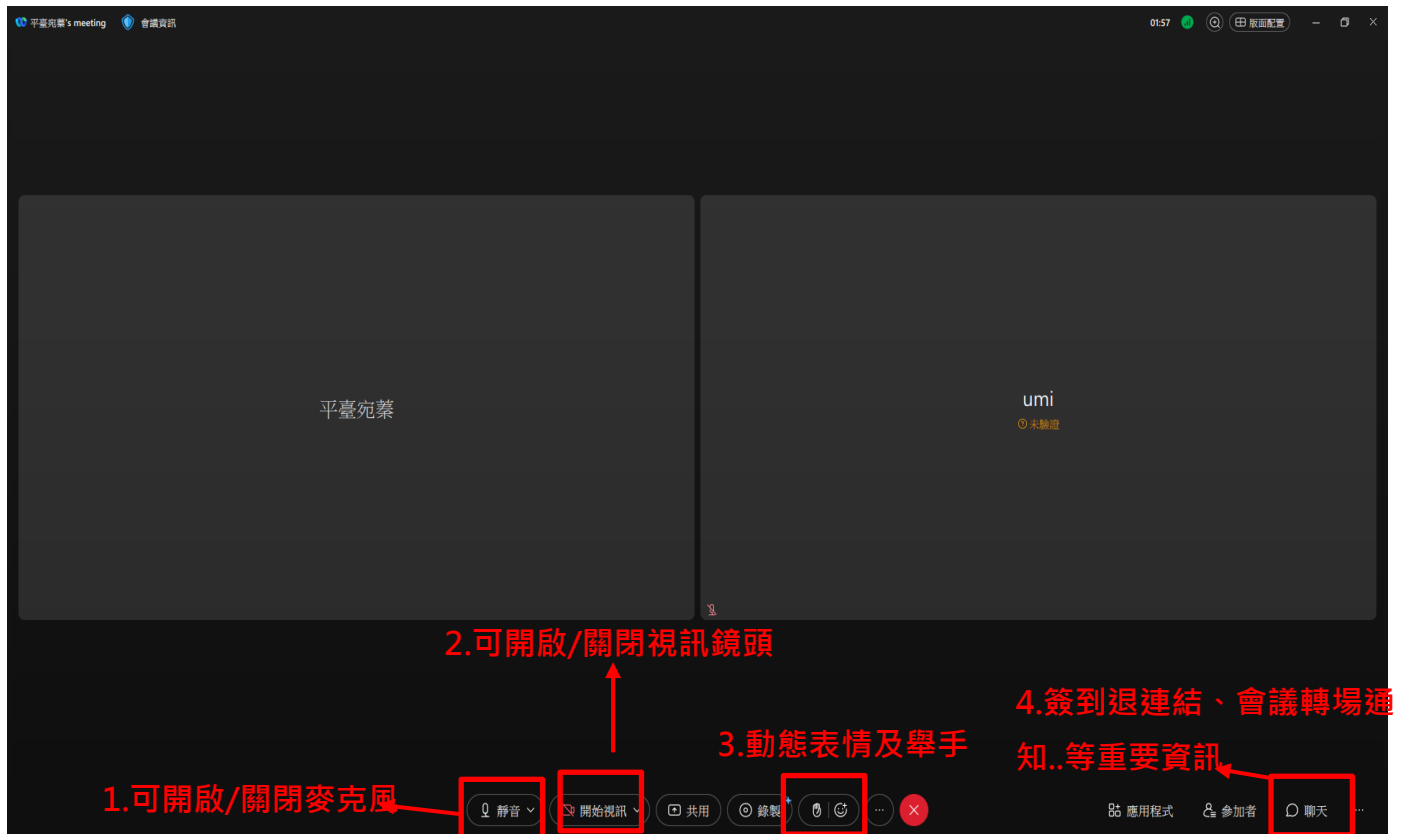 平臺宛蓁's meeting 會議資訊 01:57 版面配置
平臺宛蓁
umi
未驗證
2.可開啟/關閉視訊鏡頭
4.簽到退連結、會議轉場通
知..等重要資訊
3.動態表情及舉手
1.可開啟/關閉麥克風
靜音 開始視訊 共用 錄製 應用程式 參加者 聊天